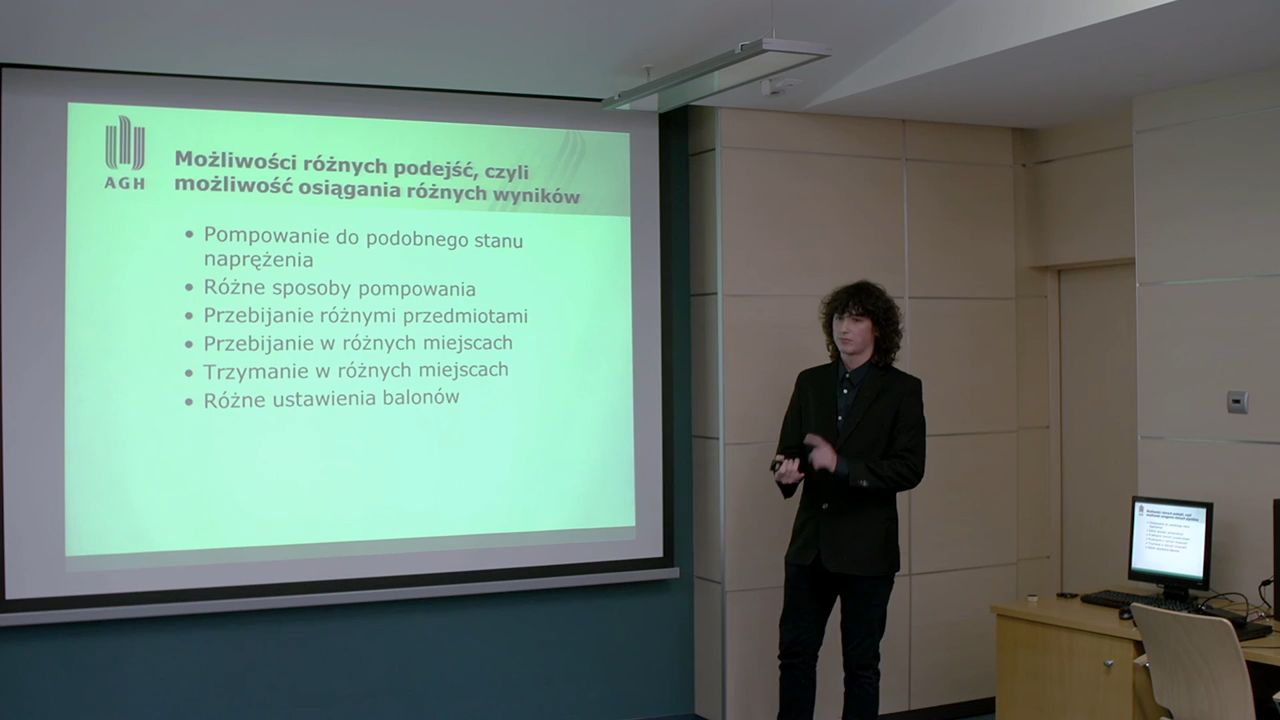 AGH
Możliwości różnych podejść, czyli
możliwość osiągania różnych wyników
• Pompowanie do podobnego stanu
naprężenia
• Różne sposoby pompowania
• Przebijanie różnymi przedmiotami
• Przebijanie w różnych miejscach
• Trzymanie w różnych miejscach
• Różne ustawienia balonów